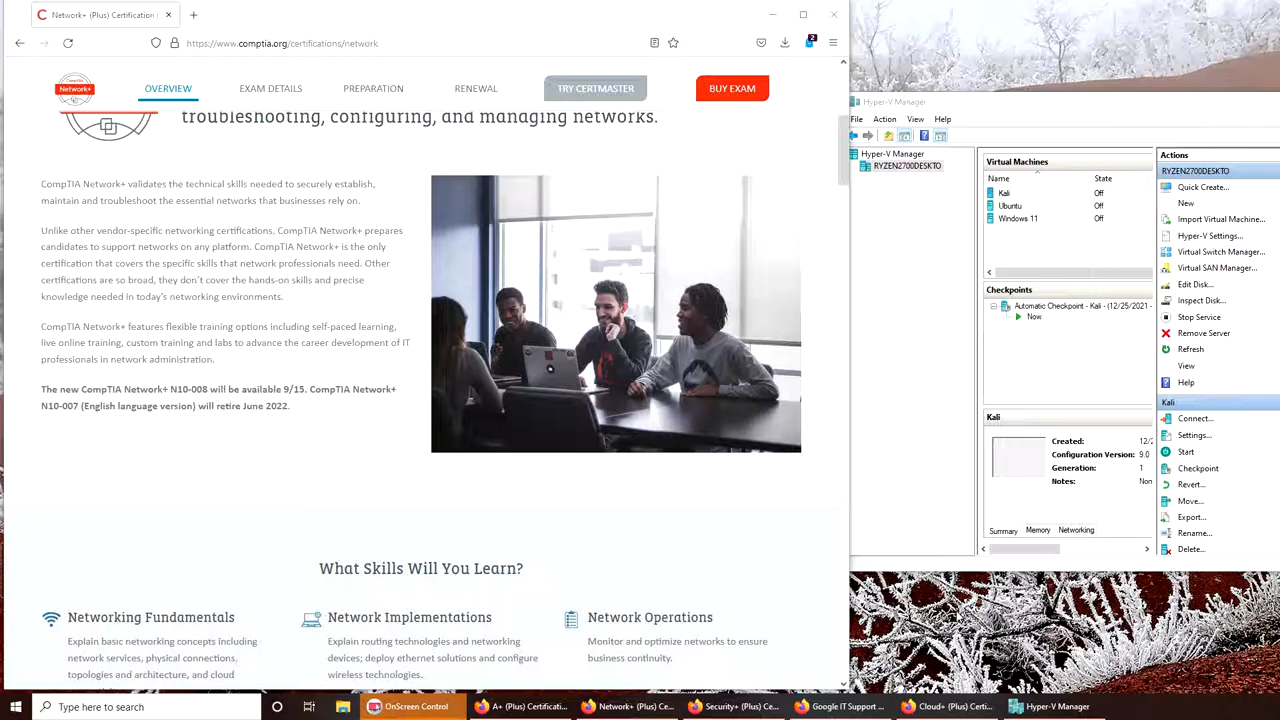 Network+ (Plus) Certification
https://www.comptia.org/certifications/network
2
Network+
OVERVIEW
EXAM DETAILS
PREPARATION
RENEWAL
TRY CERTMASTER
BUY EXAM
troubleshooting, configuring, and managing networks.
CompTIA Network+ validates the technical skills needed to securely establish,
maintain and troubleshoot the essential networks that businesses rely on.
Unlike other vendor-specific networking certifications, CompTIA Network+ prepares
candidates to support networks on any platform. CompTIA Network+ is the only
certification that covers the specific skills that network professionals need. Other
certifications are so broad, they don't cover the hands-on skills and precise
knowledge needed in today's networking environments.
CompTIA Network+ features flexible training options including self-paced learning,
live online training, custom training and labs to advance the career development of IT
professionals in network administration.
The new CompTIA Network+ N10-008 will be available 9/15. CompTIA Network+
N10-007 (English language version) will retire June 2022.
What Skills Will You Learn?
Networking Fundamentals
Explain basic networking concepts including
network services, physical connections,
topologies and architecture, and cloud
Network Implementations
Explain routing technologies and networking
devices; deploy ethernet solutions and configure
wireless technologies.
Network Operations
Monitor and optimize networks to ensure
business continuity.
Hyper-V Manager
File Action View Help
Hyper-V Manager
RYZEN2700DESKTO
Virtual Machines
Name State
Kali Off
Ubuntu Off
Windows 11 Off
Checkpoints
Automatic Checkpoint - Kali - (12/25/2021 -
Now
Kali
Created: 12/2
Configuration Version: 9.0
Generation: 1
Notes: Non
Summary Memory Networking
Actions
RYZEN2700DESKTO
Quick Create...
New
Import Virtual Machine...
Hyper-V Settings...
Virtual Switch Manager...
Virtual SAN Manager...
Edit Disk...
Inspect Disk...
Stop Service
Remove Server
Refresh
View
Help
Kali
Connect...
Settings...
Start
Checkpoint
Revert...
Move...
Export...
Rename...
Delete...
Type here to search
OnScreen Control
A+ (Plus) Certificati...
Network+ (Plus) Ce...
Security+ (Plus) Ce...
Google IT Support ...
Cloud+ (Plus) Certi...
Hyper-V Manager